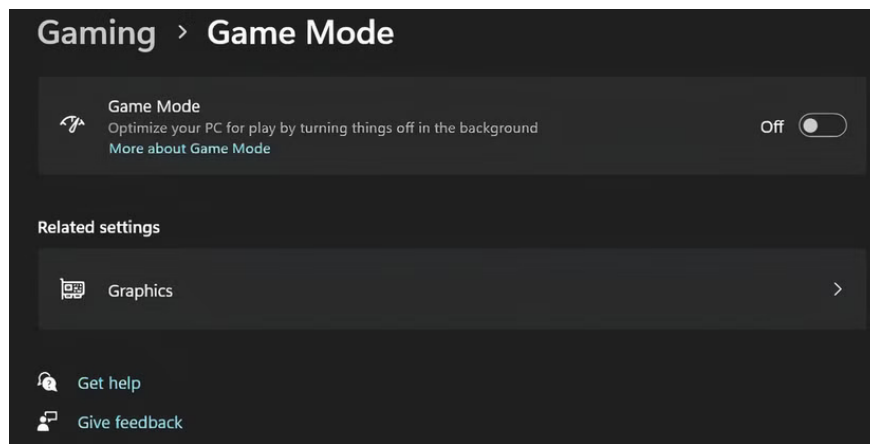 Gaming > Game Mode
Game Mode
Optimize your PC for play by turning things off in the background
Off
More about Game Mode
Related settings
Graphics
Get help
Give feedback